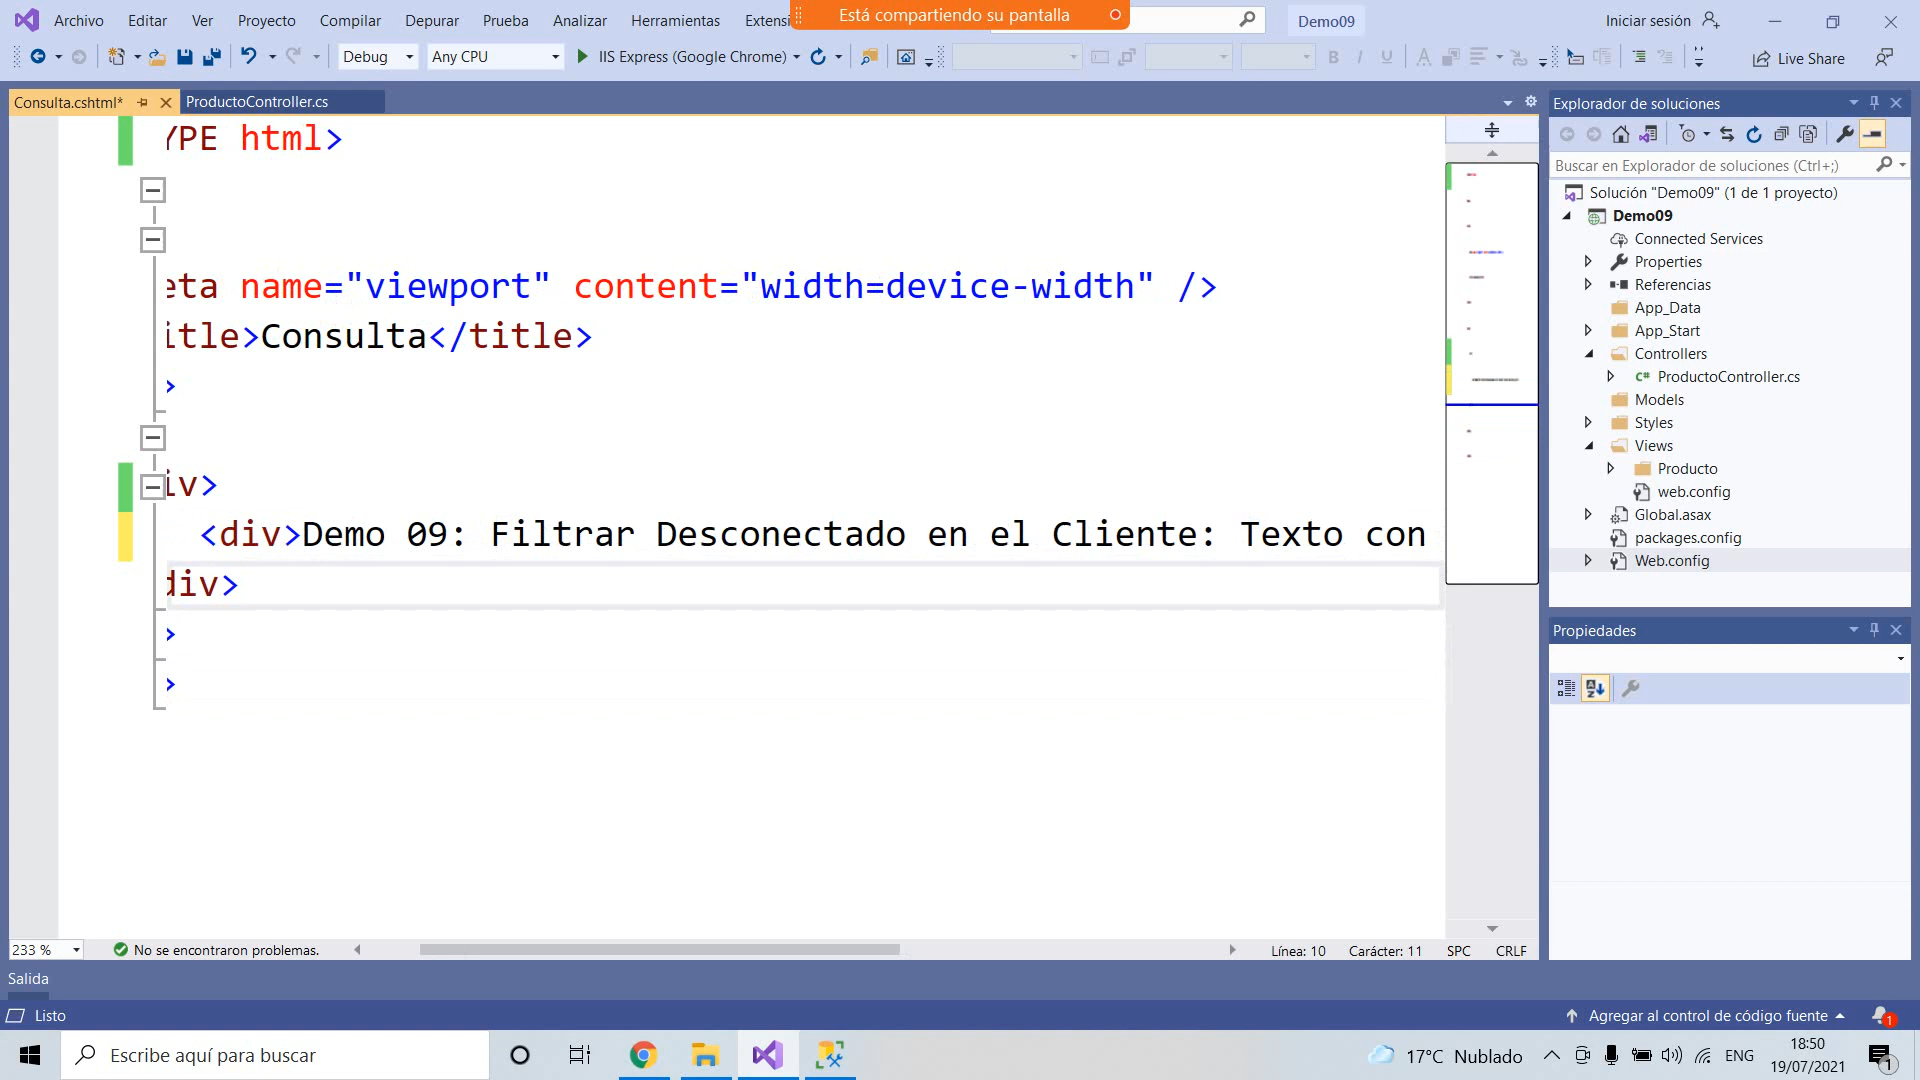 Archivo Editar Ver Proyecto Compilar Depurar Prueba Analizar Herramientas Extensi
Está compartiendo su pantalla
Demo09
Iniciar sesión
Debug Any CPU IIS Express (Google Chrome)
Live Share
Consulta.cshtml* ProductoController.cs
YPE html>
eta name="viewport" content="width=device-width" />
itle>Consulta</title>
>
iv>
<div>Demo 09: Filtrar Desconectado en el Cliente: Texto con
div>
>
>
233 % No se encontraron problemas. Línea: 10 Carácter: 11 SPC CRLF
Explorador de soluciones
Buscar en Explorador de soluciones (Ctrl+;)
Solución "Demo09" (1 de 1 proyecto)
Demo09
Connected Services
Properties
Referencias
App_Data
App_Start
Controllers
C# ProductoController.cs
Models
Styles
Views
Producto
web.config
Global.asax
packages.config
Web.config
Propiedades
Salida
Listo
Agregar al control de código fuente
1
Escribe aquí para buscar
17°C Nublado
ENG
18:50
19/07/2021
1